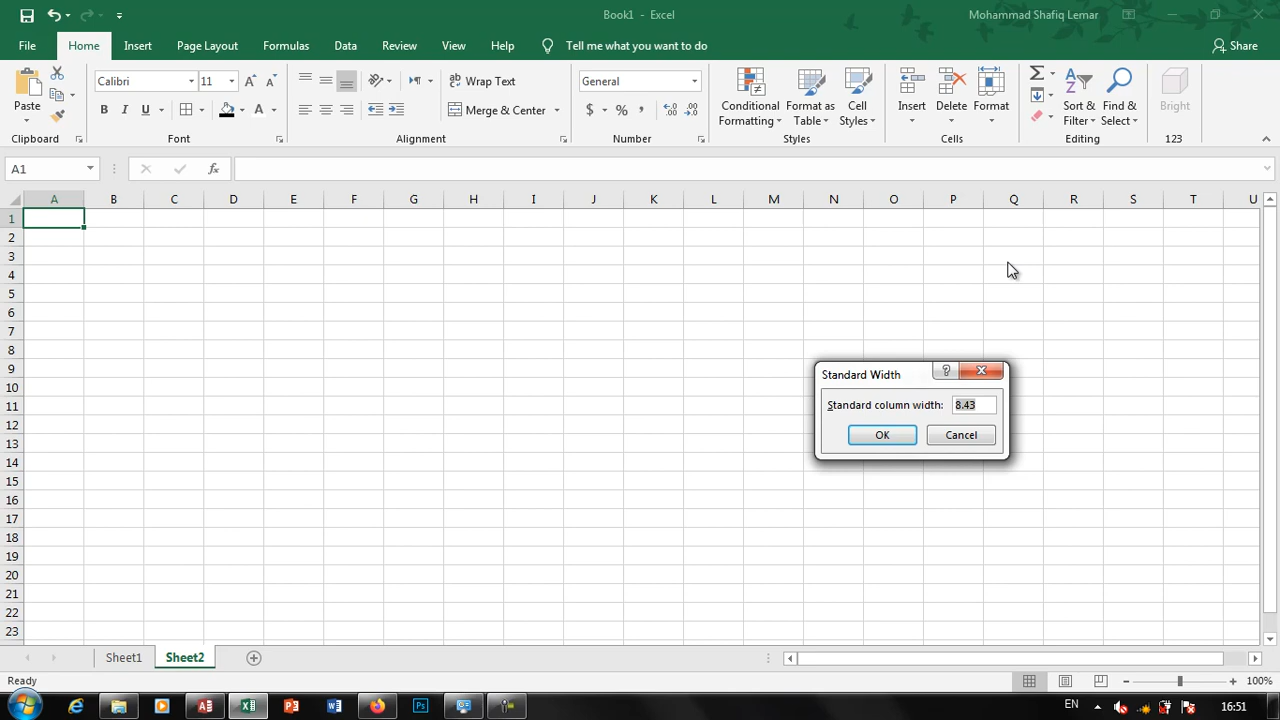 Book1 - Excel
Mohammad Shafiq Lemar
File Home Insert Page Layout Formulas Data Review View Help Tell me what you want to do Share
Paste
Clipboard
Calibri 11
B I U A
Font
Wrap Text
Merge & Center
Alignment
General
$ % ,
Number
Conditional Formatting
Format as Table
Cell Styles
Styles
Insert
Delete
Format
Cells
Sort & Filter
Find & Select
Editing
Bright
123
A1
fx
A B C D E F G H I J K L M N O P Q R S T U
1
2
3
4
5
6
7
8
9
10
11
12
13
14
15
16
17
18
19
20
21
22
23
Standard Width
Standard column width: 8.43
OK Cancel
Sheet1 Sheet2
Ready
100%
EN 16:51